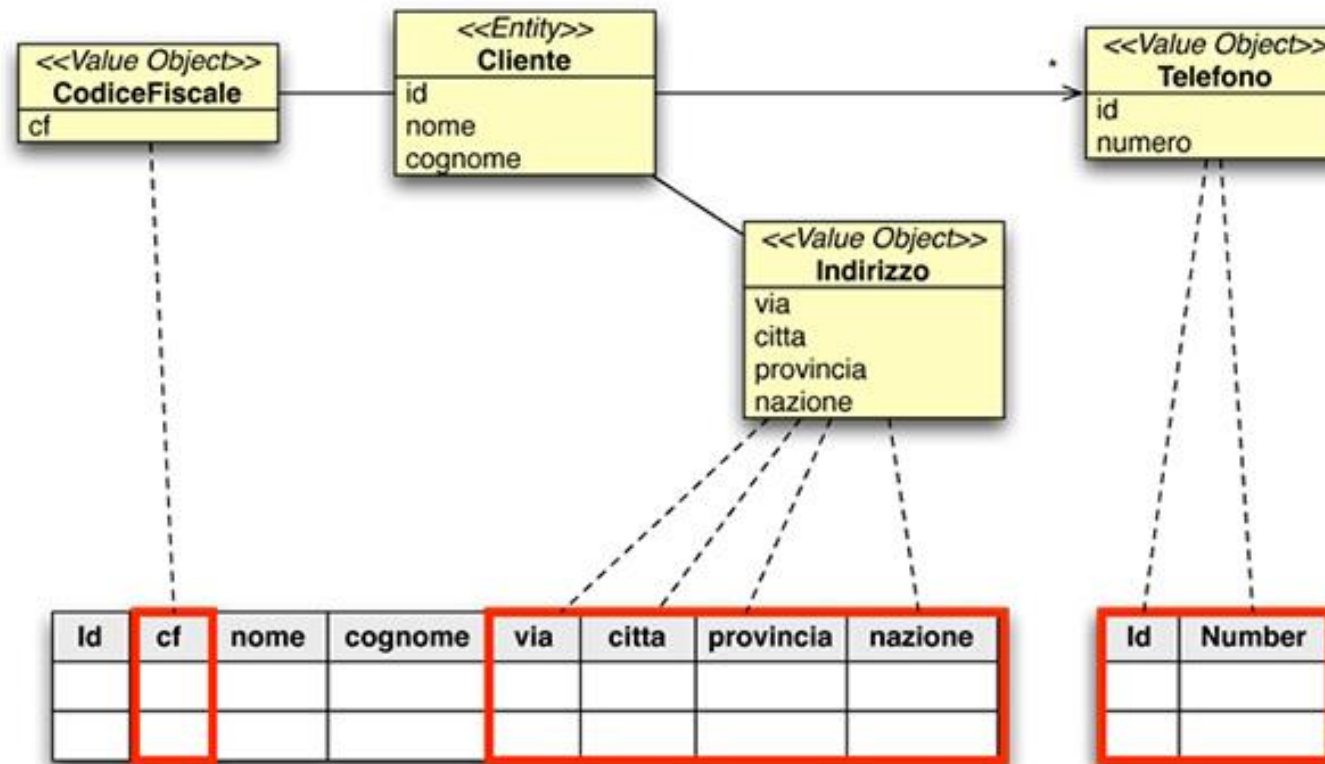 <<Value Object>>
CodiceFiscale
cf
<<Entity>>
Cliente
id
nome
cognome
*
<<Value Object>>
Telefono
id
numero
<<Value Object>>
Indirizzo
via
citta
provincia
nazione
Id cf nome cognome via citta provincia nazione
Id Number